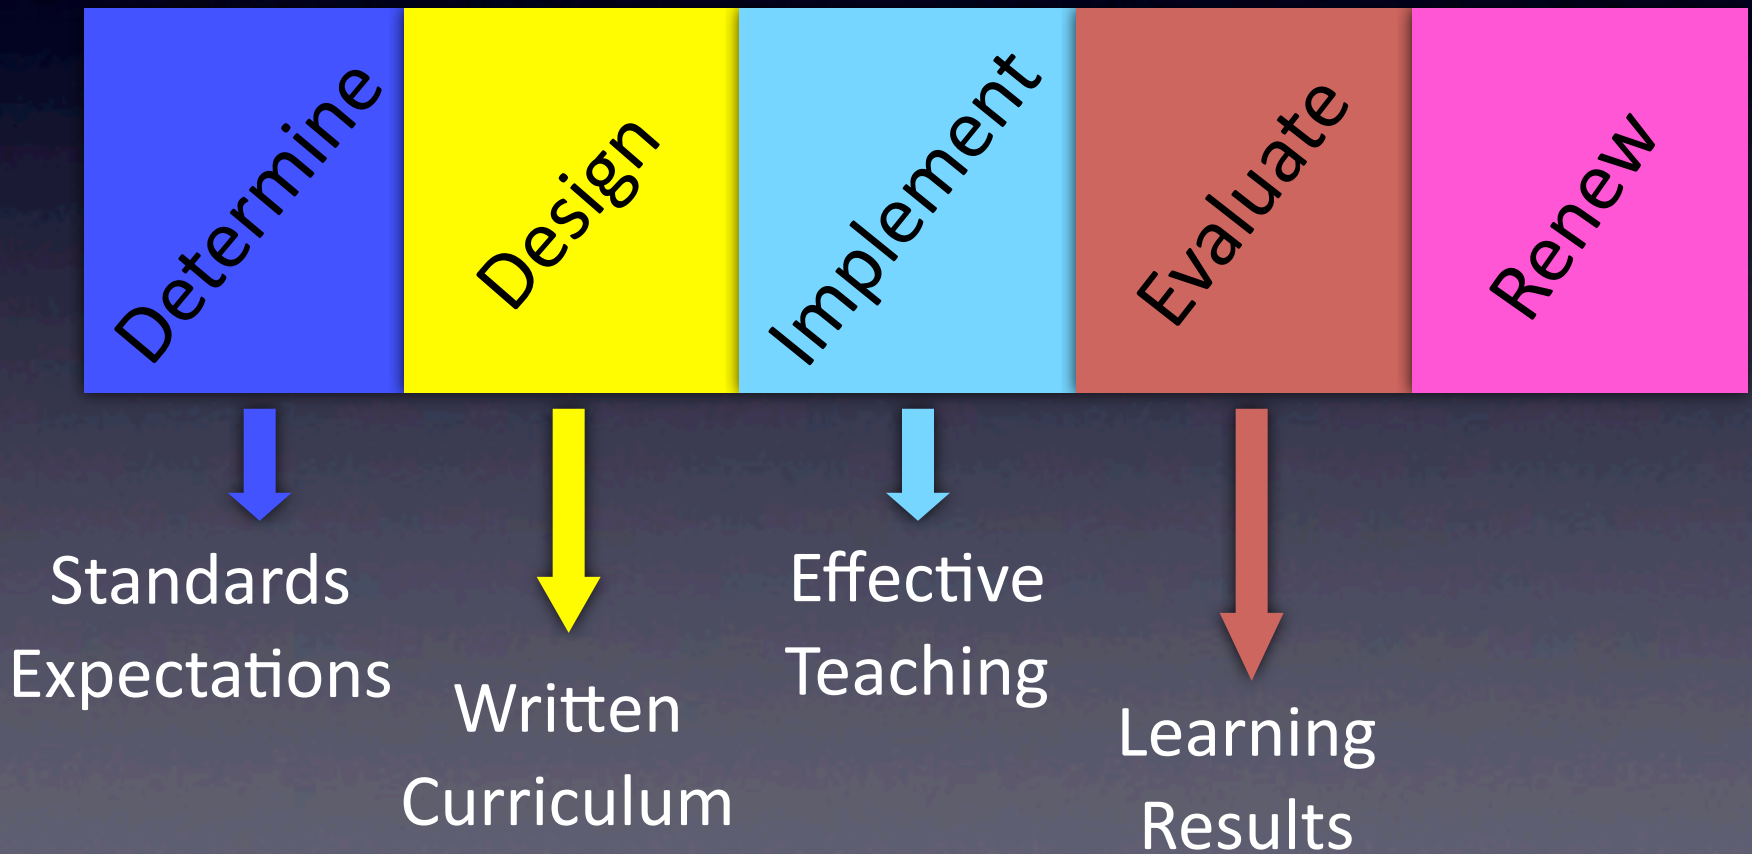 Determine
Design
Implement
Evaluate
Renew
Standards
Expectations
Written
Curriculum
Effective
Teaching
Learning
Results